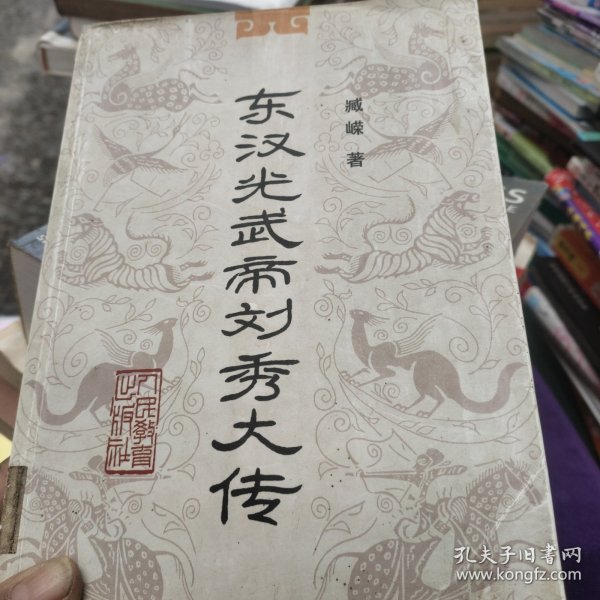 东汉光武帝刘秀大传
臧嵘 著
人民教育
出版社
孔夫子旧书网
www.kongfz.com